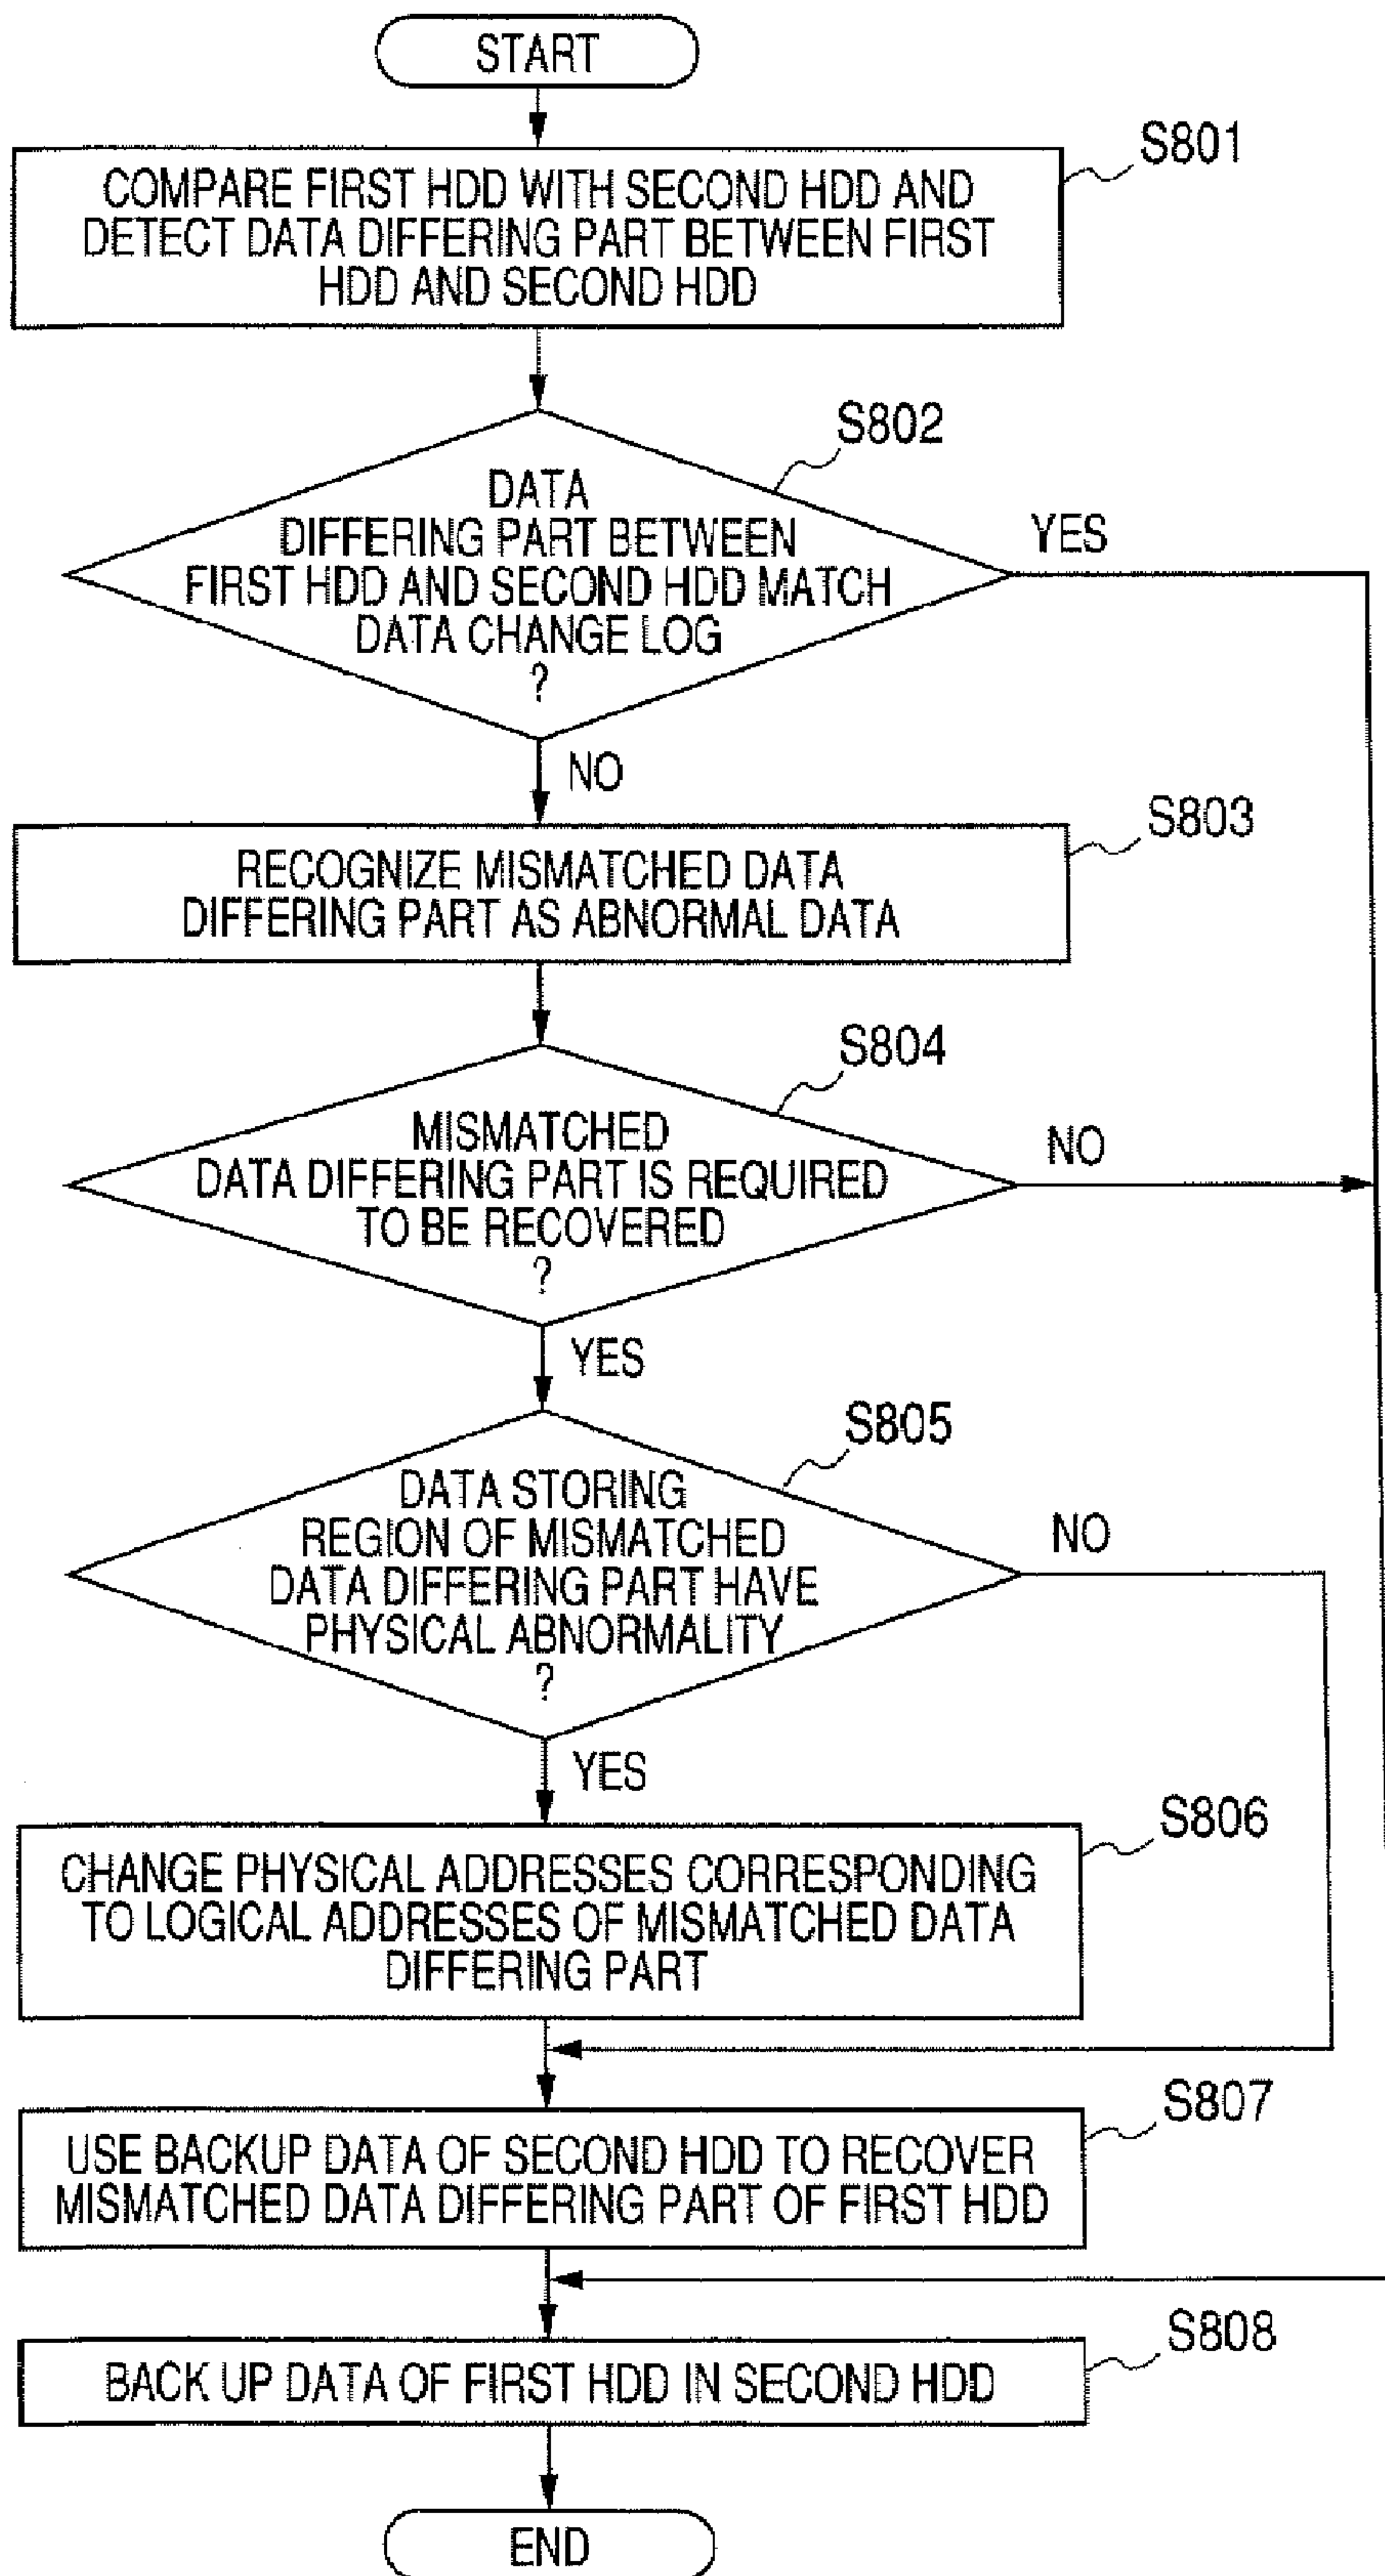 START
S801
COMPARE FIRST HDD WITH SECOND HDD AND
DETECT DATA DIFFERING PART BETWEEN FIRST
HDD AND SECOND HDD
S802
DATA
DIFFERING PART BETWEEN
FIRST HDD AND SECOND HDD MATCH
DATA CHANGE LOG
?
YES
NO
S803
RECOGNIZE MISMATCHED DATA
DIFFERING PART AS ABNORMAL DATA
S804
MISMATCHED
DATA DIFFERING PART IS REQUIRED
TO BE RECOVERED
?
NO
YES
S805
DATA STORING
REGION OF MISMATCHED
DATA DIFFERING PART HAVE
PHYSICAL ABNORMALITY
?
NO
YES
S806
CHANGE PHYSICAL ADDRESSES CORRESPONDING
TO LOGICAL ADDRESSES OF MISMATCHED DATA
DIFFERING PART
S807
USE BACKUP DATA OF SECOND HDD TO RECOVER
MISMATCHED DATA DIFFERING PART OF FIRST HDD
S808
BACK UP DATA OF FIRST HDD IN SECOND HDD
END